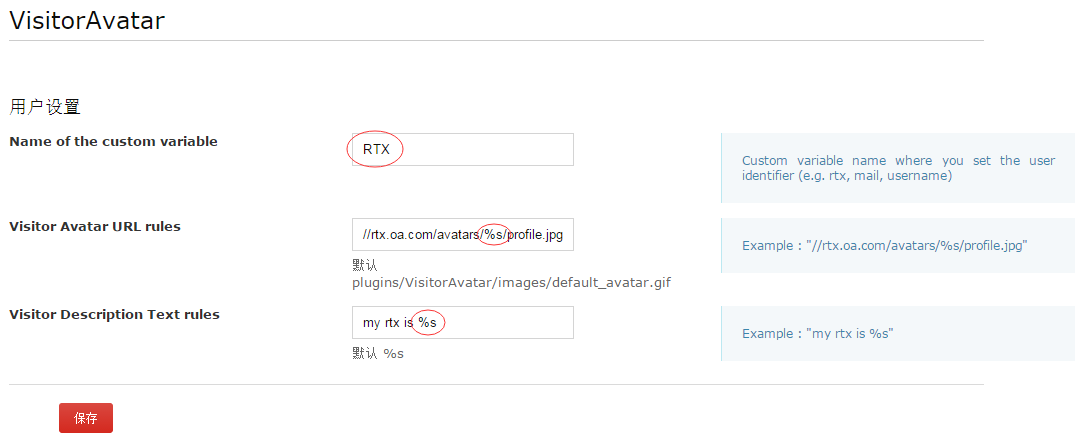 VisitorAvatar
用户设置
Name of the custom variable
RTX
Custom variable name where you set the user
identifier (e.g. rtx, mail, username)
Visitor Avatar URL rules
//rtx.oa.com/avatars/%s/profile.jpg
Example : "//rtx.oa.com/avatars/%s/profile.jpg"
默认
plugins/VisitorAvatar/images/default_avatar.gif
Visitor Description Text rules
my rtx is %s
Example : "my rtx is %s"
默认 %s
保存